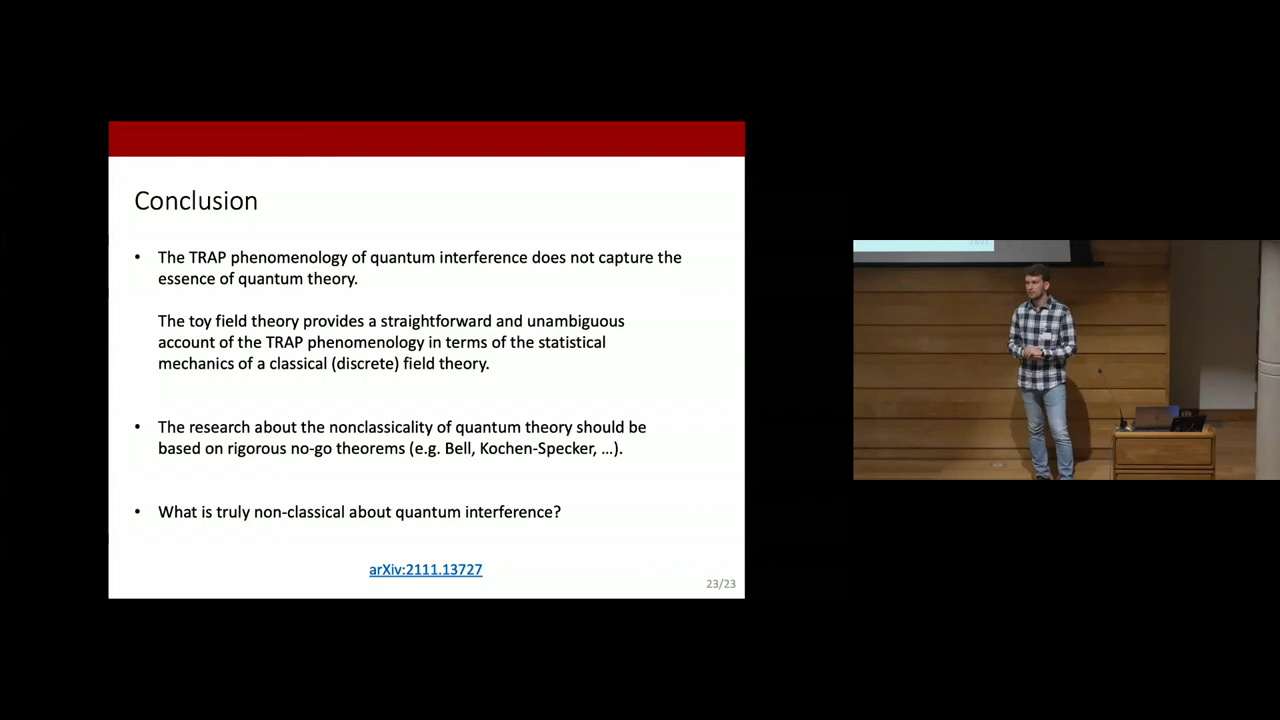 Conclusion
• The TRAP phenomenology of quantum interference does not capture the
essence of quantum theory.
The toy field theory provides a straightforward and unambiguous
account of the TRAP phenomenology in terms of the statistical
mechanics of a classical (discrete) field theory.
• The research about the nonclassicality of quantum theory should be
based on rigorous no-go theorems (e.g. Bell, Kochen-Specker, ...).
• What is truly non-classical about quantum interference?
arXiv:2111.13727
23/23